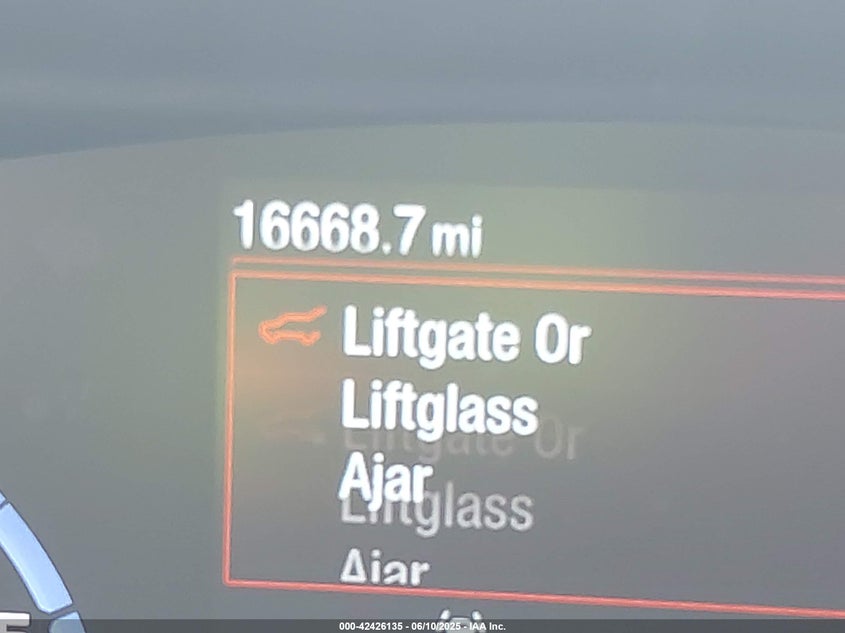 16668.7 mi
Liftgate Or
Liftglass
Ajar
Liftgate Or
Liftglass
Ajar
000-42426135 - 06/10/2025 - IAA Inc.